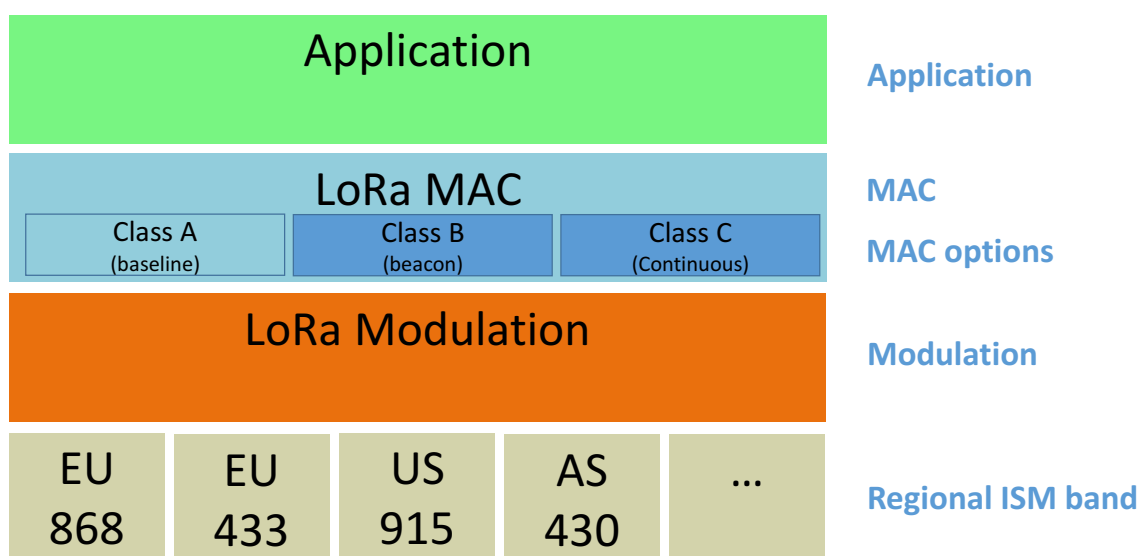 Application
Application
LoRa MAC
MAC
Class A
(baseline)
Class B
(beacon)
Class C
(Continuous)
MAC options
LoRa Modulation
Modulation
EU
868
EU
433
US
915
AS
430
...
Regional ISM band